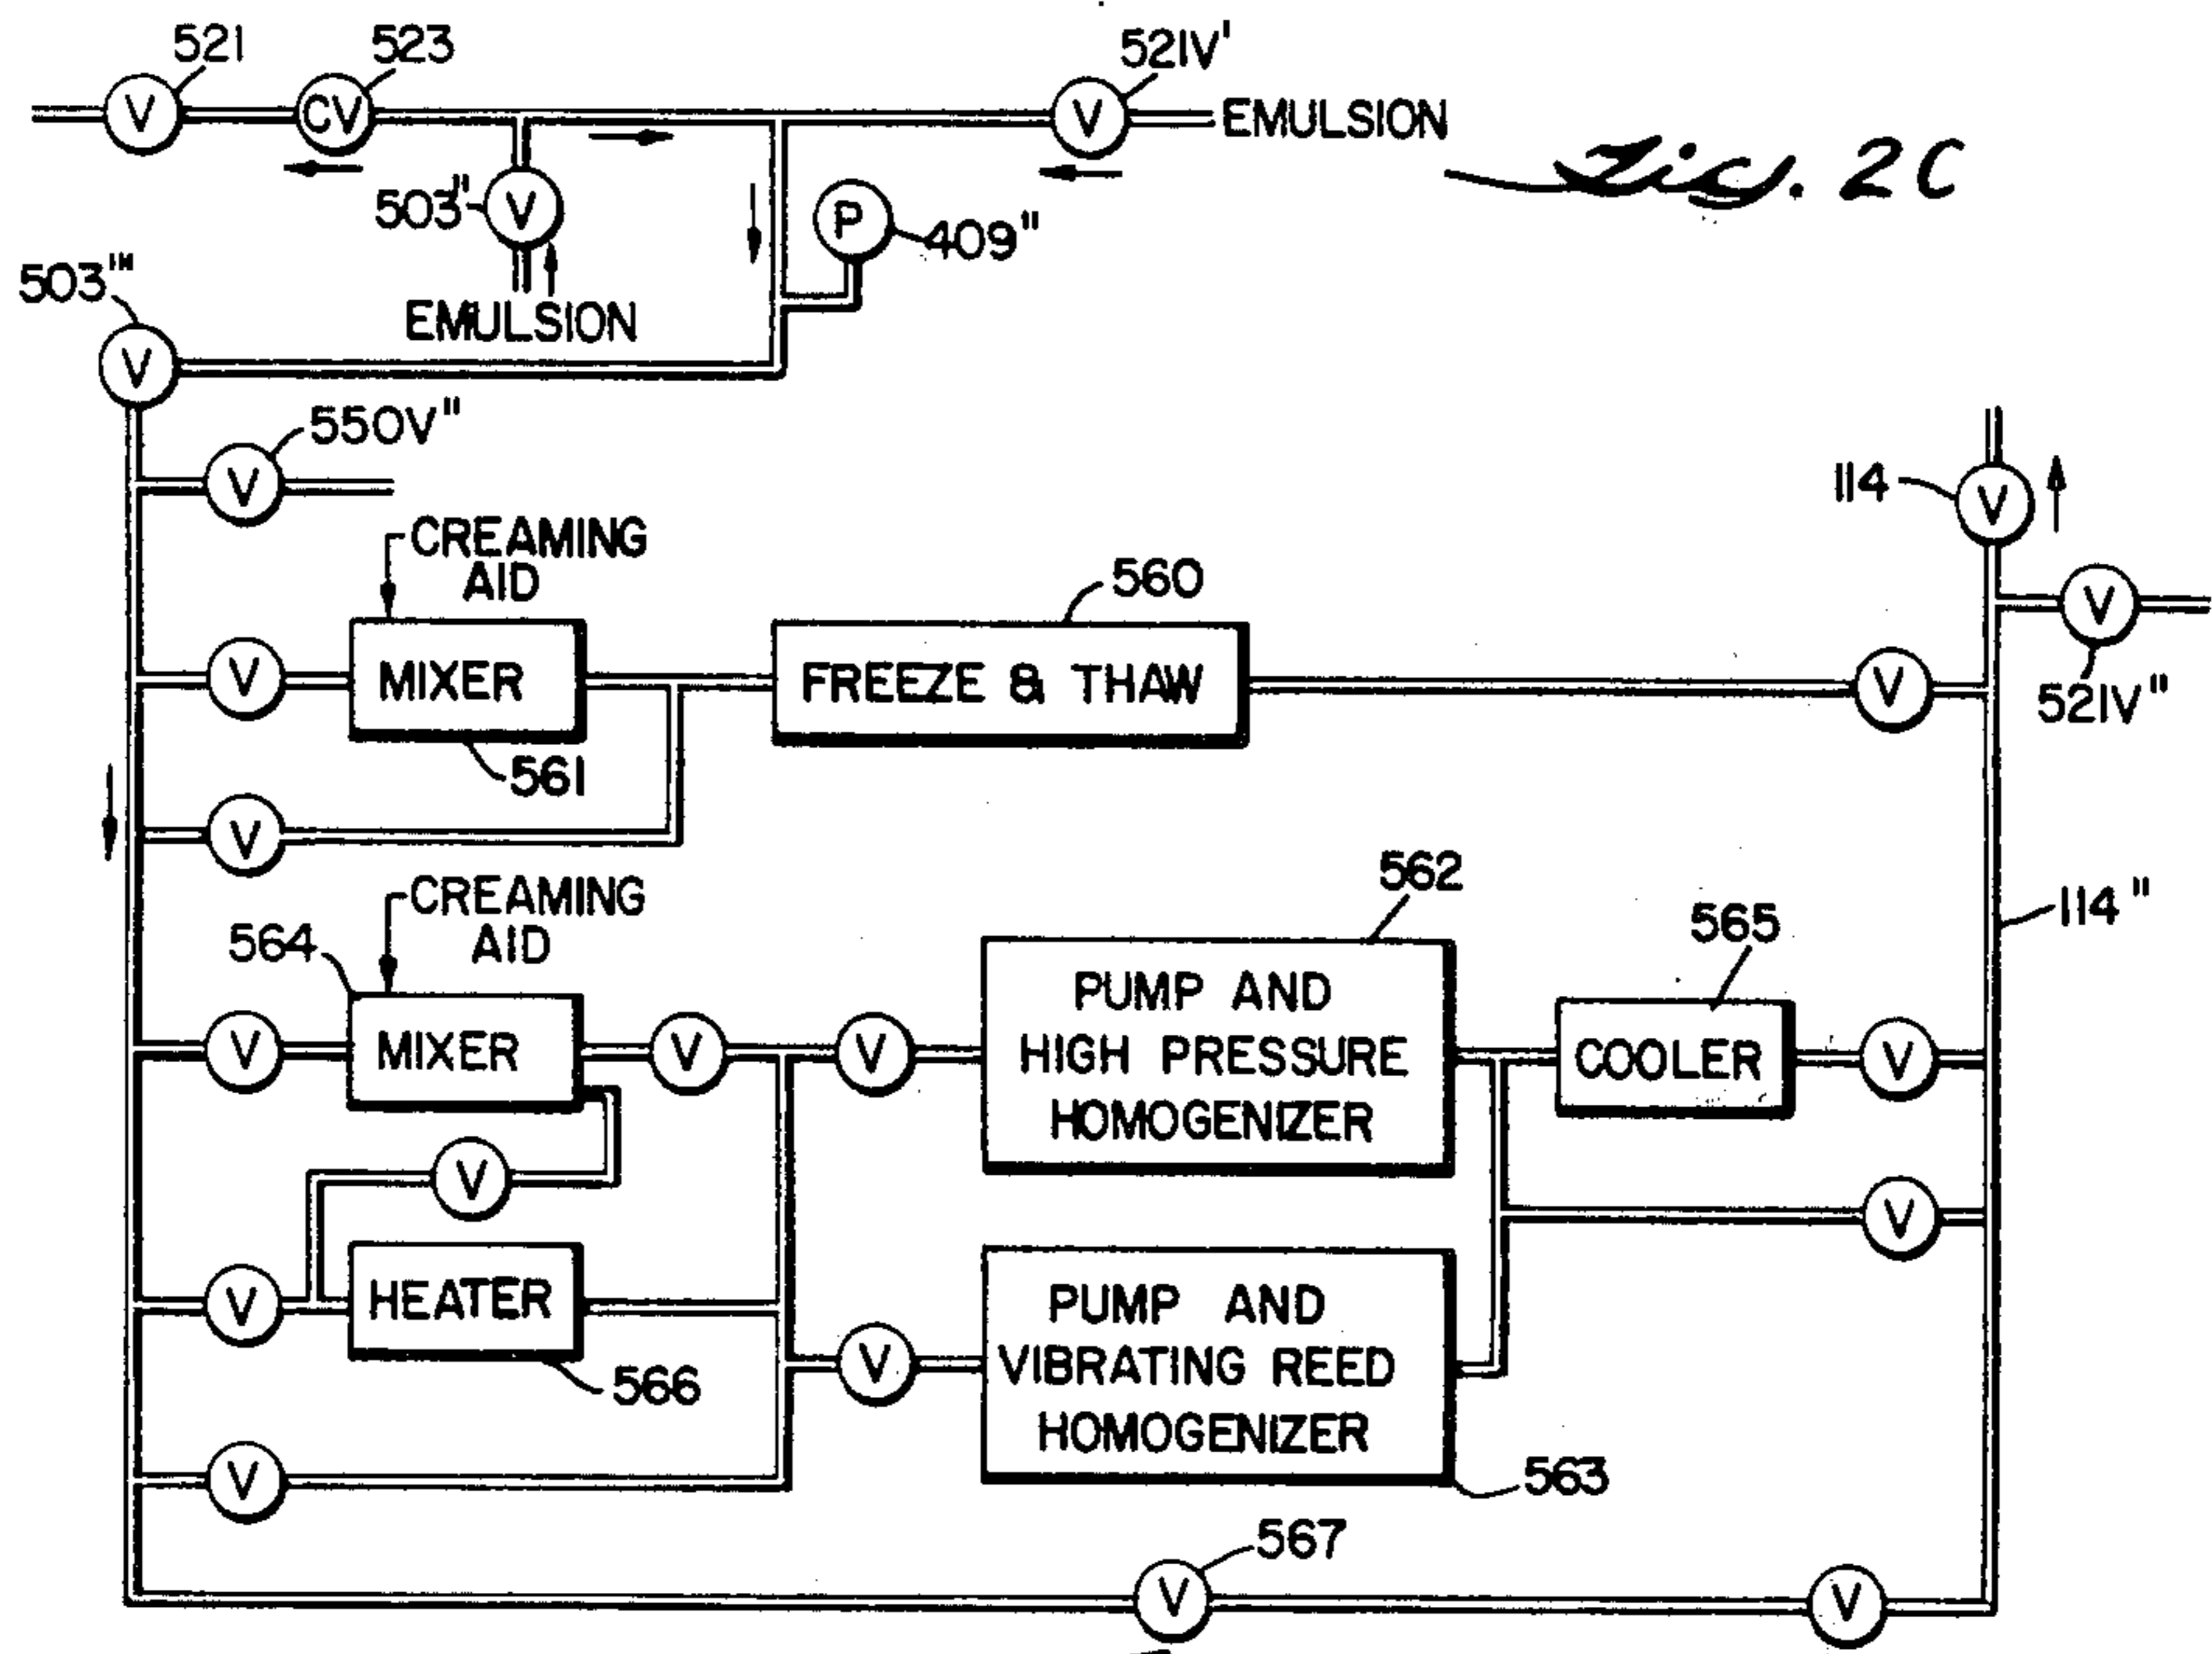 521
523
521V'
V
CV
V
EMULSION
Fig. 2C
503"
V
P
409"
503'"
EMULSION
V
550V"
V
114
V
CREAMING
AID
560
V
V
MIXER
FREEZE & THAW
V
521V"
561
V
CREAMING
AID
562
565
114"
564
V
MIXER
V
V
PUMP AND
HIGH PRESSURE
HOMOGENIZER
COOLER
V
V
V
V
HEATER
566
V
PUMP AND
VIBRATING REED
HOMOGENIZER
563
V
567
V
V